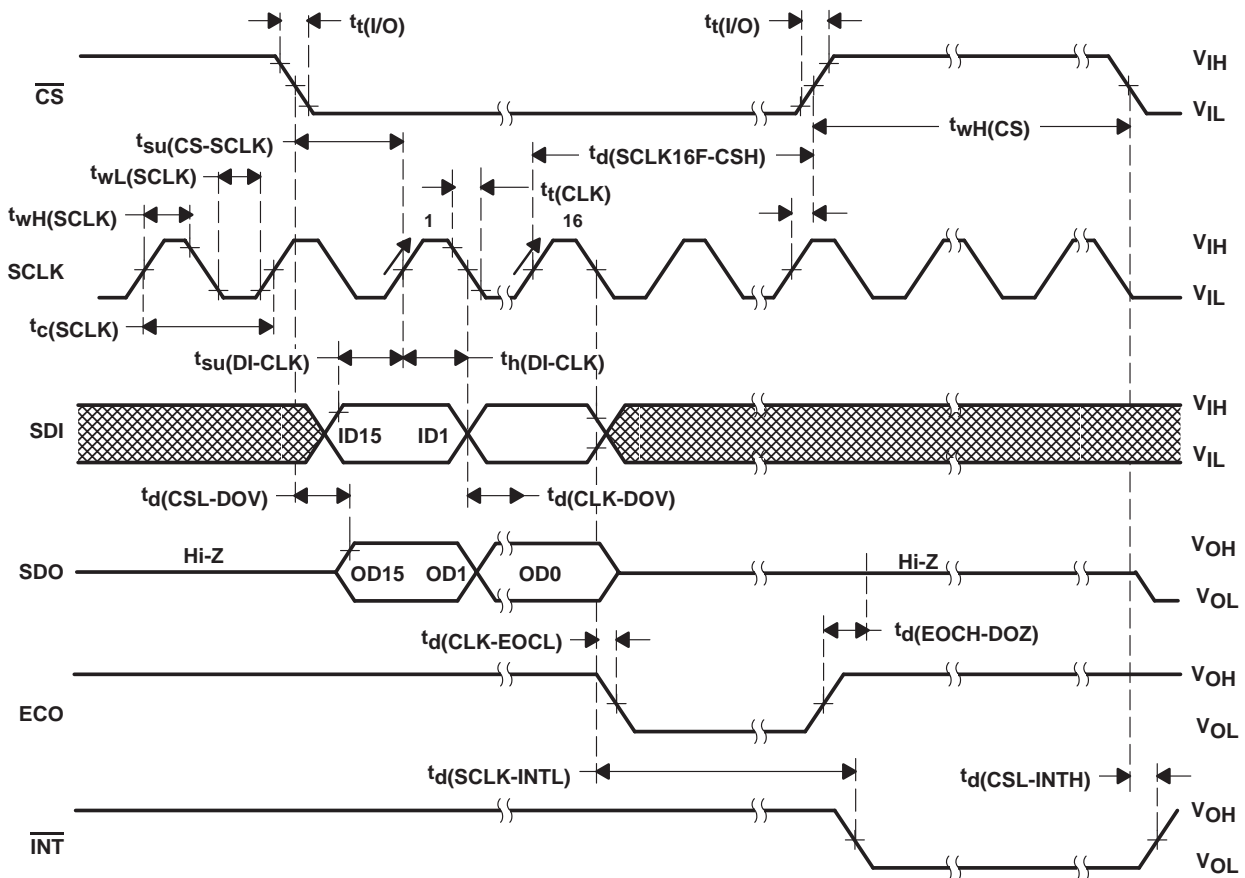 tt(I/O) tt(I/O)
VIH
CS
VIL
tsu(CS-SCLK) twH(CS)
td(SCLK16F-CSH)
twL(SCLK) tt(CLK)
twH(SCLK) 1 16
VIH
SCLK
VIL
tc(SCLK)
tsu(DI-CLK) th(DI-CLK)
VIH
SDI ID15 ID1
VIL
td(CSL-DOV) td(CLK-DOV)
VOH
Hi-Z Hi-Z
SDO OD15 OD1 OD0
VOL
td(CLK-EOCL) td(EOCH-DOZ)
VOH
ECO
VOL
td(SCLK-INTL) td(CSL-INTH)
VOH
INT
VOL